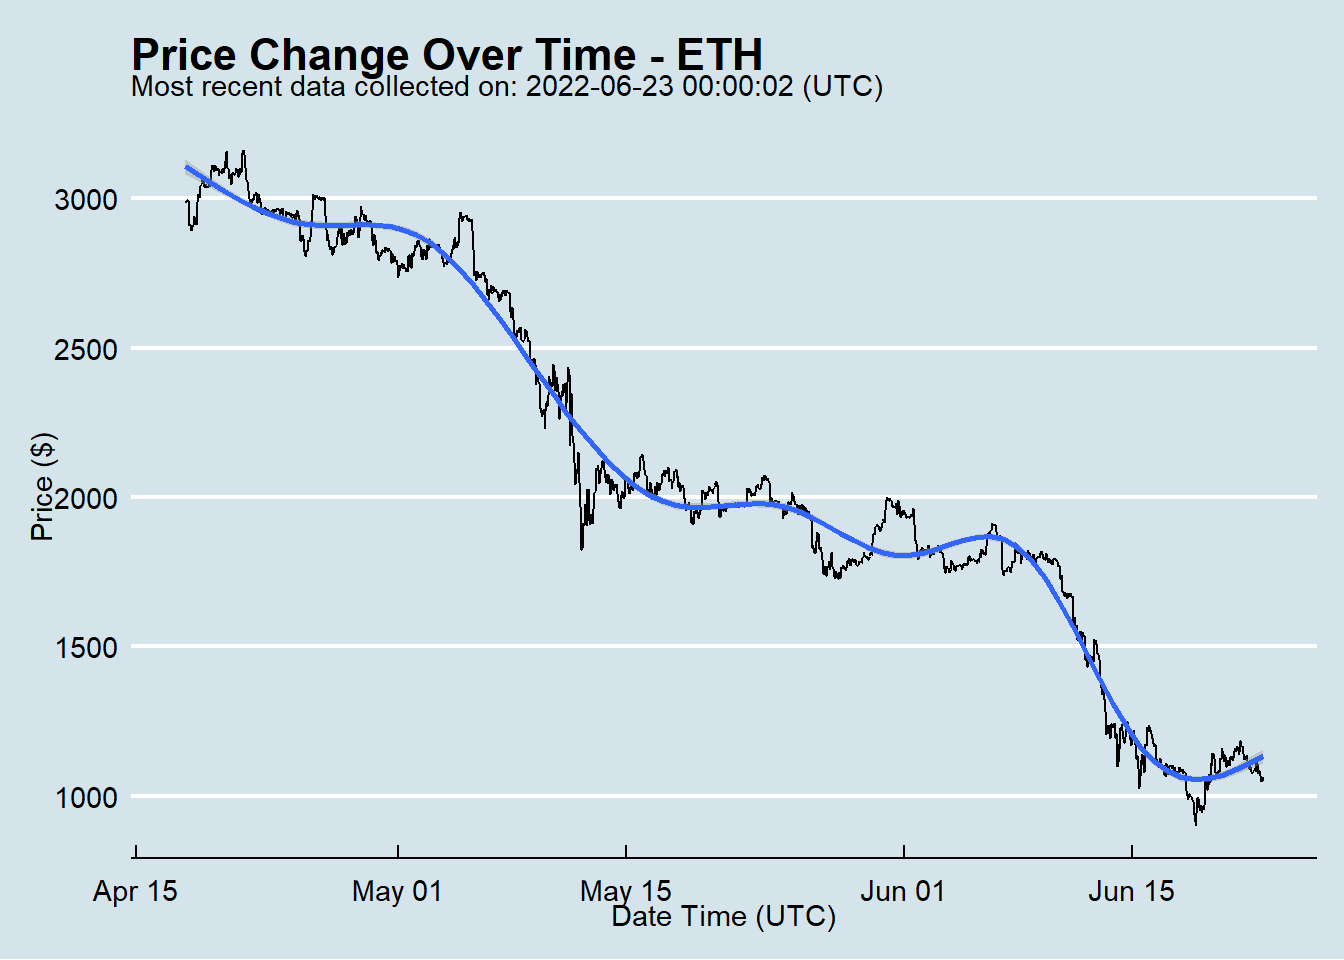 Price Change Over Time - ETH
Most recent data collected on: 2022-06-23 00:00:02 (UTC)
Price ($)
3000
2500
2000
1500
1000
Apr 15 May 01 May 15 Jun 01 Jun 15
Date Time (UTC)